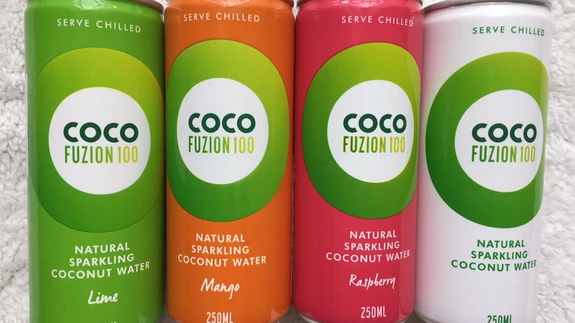 SERVE CHILLED
COCO
FUZION 100
NATURAL
SPARKLING
COCONUT WATER
Lime
SERVE CHILLED
COCO
FUZION 100
NATURAL
SPARKLING
COCONUT WATER
Mango
250ML
SERVE CHILLED
COCO
FUZION 100
NATURAL
SPARKLING
COCONUT WATER
Raspberry
250ML
SERVE CHILLED
COCO
FUZION 100
NATURAL
SPARKLING
COCONUT WATER
250ML